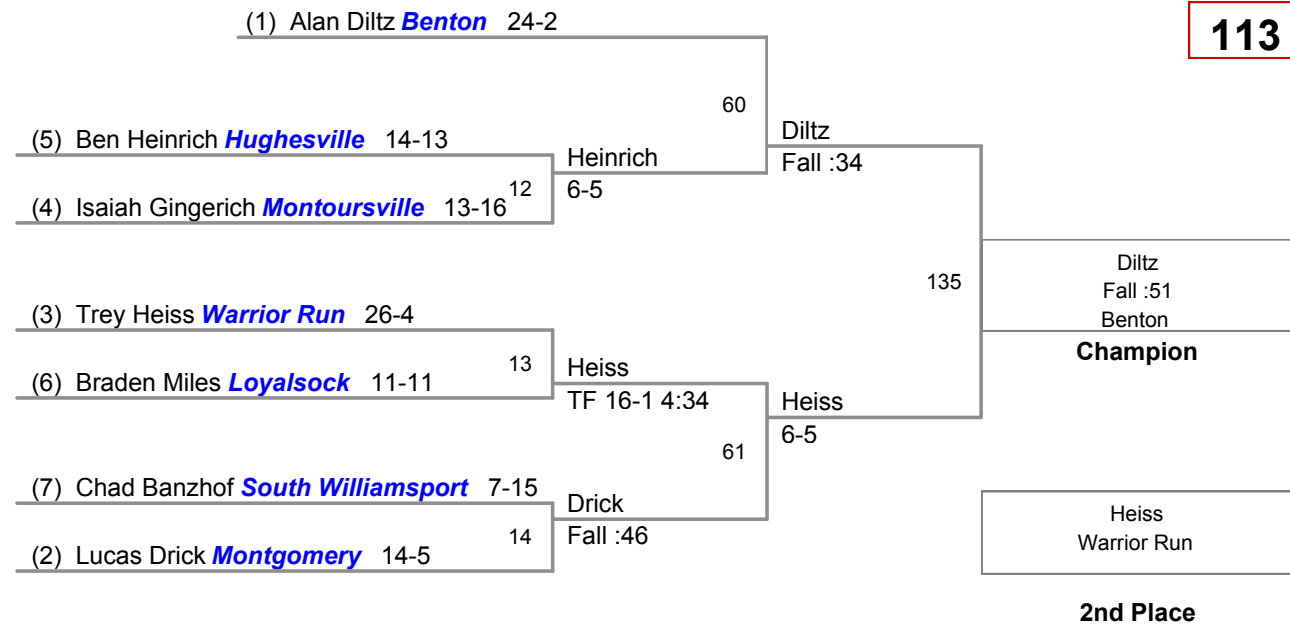 (1) Alan Diltz Benton 24-2
113
60
(5) Ben Heinrich Hughesville 14-13
Diltz
Fall :34
Heinrich
6-5
12
(4) Isaiah Gingerich Montoursville 13-16
135
Diltz
Fall :51
Benton
Champion
(3) Trey Heiss Warrior Run 26-4
13
Heiss
TF 16-1 4:34
(6) Braden Miles Loyalsock 11-11
Heiss
6-5
61
(7) Chad Banzhof South Williamsport 7-15
Drick
Fall :46
14
(2) Lucas Drick Montgomery 14-5
Heiss
Warrior Run
2nd Place